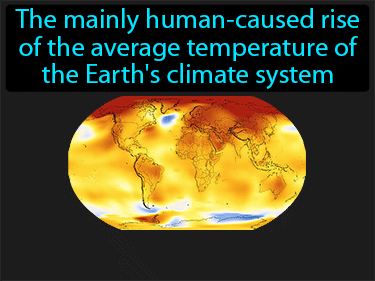 The mainly human-caused rise
of the average temperature of
the Earth's climate system